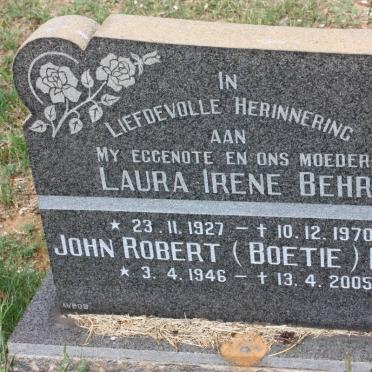 IN
LIEFDEVOLLE HERINNERING
AAN
MY EGGENOTE EN ONS MOEDER
LAURA IRENE BEHR
* 23.11.1927 – † 10.12.1970
JOHN ROBERT (BOETIE)
* 3.4.1946 – † 13.4.2005